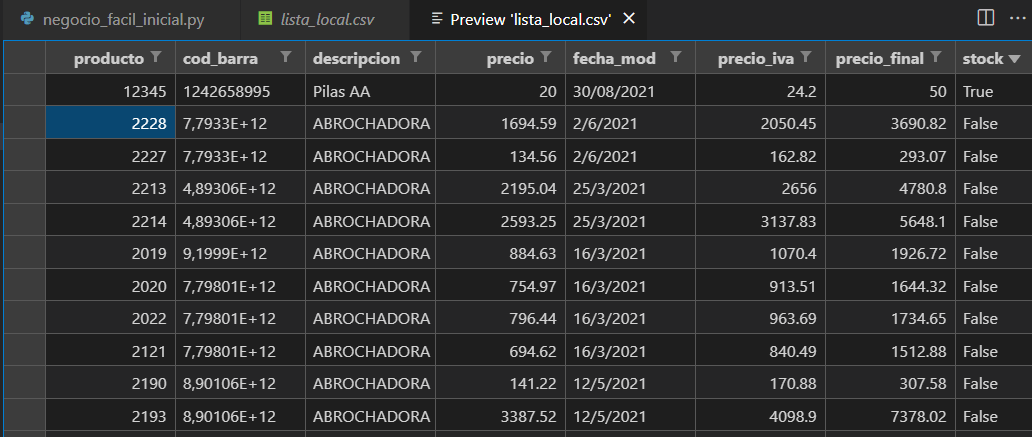 negocio_facil_inicial.py lista_local.csv Preview 'lista_local.csv'
producto cod_barra descripcion precio fecha_mod precio_iva precio_final stock
12345 1242658995 Pilas AA 20 30/08/2021 24.2 50 True
2228 7,7933E+12 ABROCHADORA 1694.59 2/6/2021 2050.45 3690.82 False
2227 7,7933E+12 ABROCHADORA 134.56 2/6/2021 162.82 293.07 False
2213 4,89306E+12 ABROCHADORA 2195.04 25/3/2021 2656 4780.8 False
2214 4,89306E+12 ABROCHADORA 2593.25 25/3/2021 3137.83 5648.1 False
2019 9,1999E+12 ABROCHADORA 884.63 16/3/2021 1070.4 1926.72 False
2020 7,79801E+12 ABROCHADORA 754.97 16/3/2021 913.51 1644.32 False
2022 7,79801E+12 ABROCHADORA 796.44 16/3/2021 963.69 1734.65 False
2121 7,79801E+12 ABROCHADORA 694.62 16/3/2021 840.49 1512.88 False
2190 8,90106E+12 ABROCHADORA 141.22 12/5/2021 170.88 307.58 False
2193 8,90106E+12 ABROCHADORA 3387.52 12/5/2021 4098.9 7378.02 False